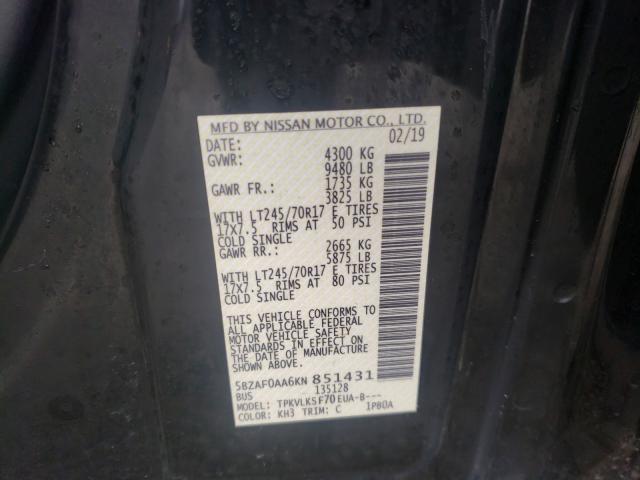 MFD BY NISSAN MOTOR CO., LTD.
DATE: 02/19
GVWR: 4300 KG
9480 LB
GAWR FR.: 1735 KG
3825 LB
WITH LT245/70R17 E TIRES
17X7.5 RIMS AT 50 PSI
COLD SINGLE
GAWR RR.: 2665 KG
5875 LB
WITH LT245/70R17 E TIRES
17X7.5 RIMS AT 80 PSI
COLD SINGLE
THIS VEHICLE CONFORMS TO
ALL APPLICABLE FEDERAL
MOTOR VEHICLE SAFETY
STANDARDS IN EFFECT
ON THE DATE OF MANUFACTURE
SHOWN ABOVE.
5BZAF0AA6KN 851431
BUS 135128
MODEL: TPKVLKSF70EUA-B---
COLOR: KH3 TRIM: C 1P80A